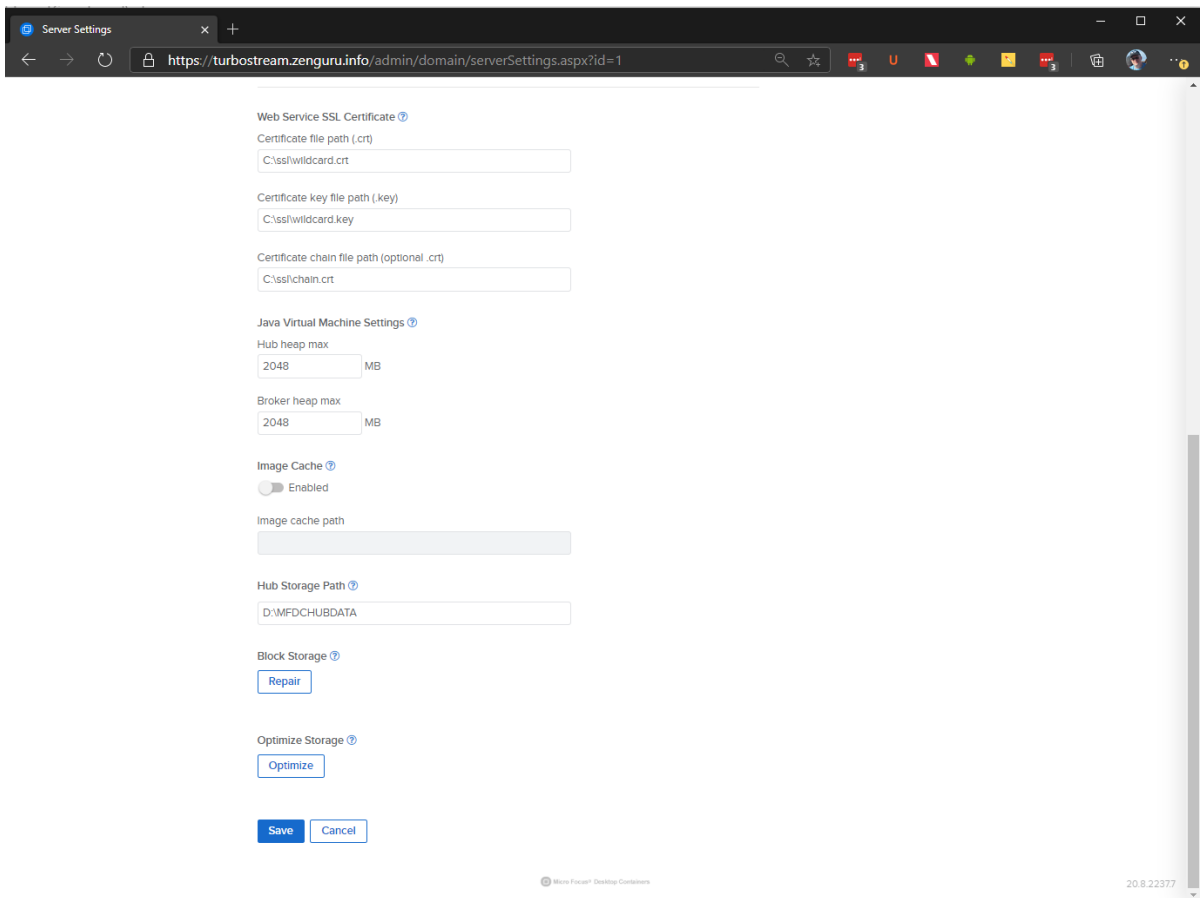 Server Settings
https://turbostream.zenguru.info/admin/domain/serverSettings.aspx?id=1
3
U
3
Web Service SSL Certificate
Certificate file path (.crt)
C:\ssl\wildcard.crt
Certificate key file path (.key)
C:\ssl\wildcard.key
Certificate chain file path (optional .crt)
C:\ssl\chain.crt
Java Virtual Machine Settings
Hub heap max
2048 MB
Broker heap max
2048 MB
Image Cache
Enabled
Image cache path
Hub Storage Path
D:\MFDCHUBDATA
Block Storage
Repair
Optimize Storage
Optimize
Save Cancel
Micro Focus® Desktop Containers
20.8.2237.7